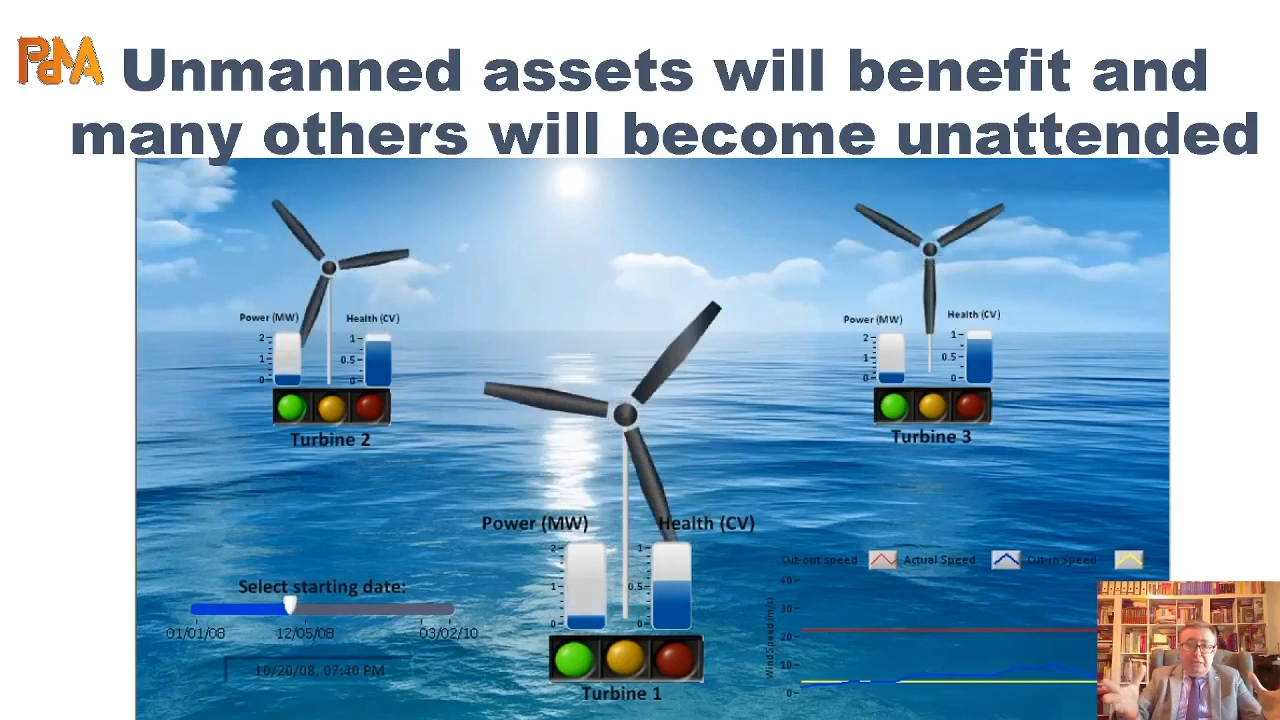 PdMA
Unmanned assets will benefit and
many others will become unattended
Power (MW)
Health (CV)
2
1
0
1
0.5
0
Turbine 2
Power (MW)
Health (CV)
2
1
0
1
0.5
0
Turbine 3
Power (MW)
Health (CV)
2
1
0
1
0.5
0
Turbine 1
Select starting date:
01/01/08 12/05/08 03/02/10
10/20/08, 07:40 PM
Cut-out speed Actual Speed Cut-in Speed
WindSpeed (m/s)
40
30
20
10
0